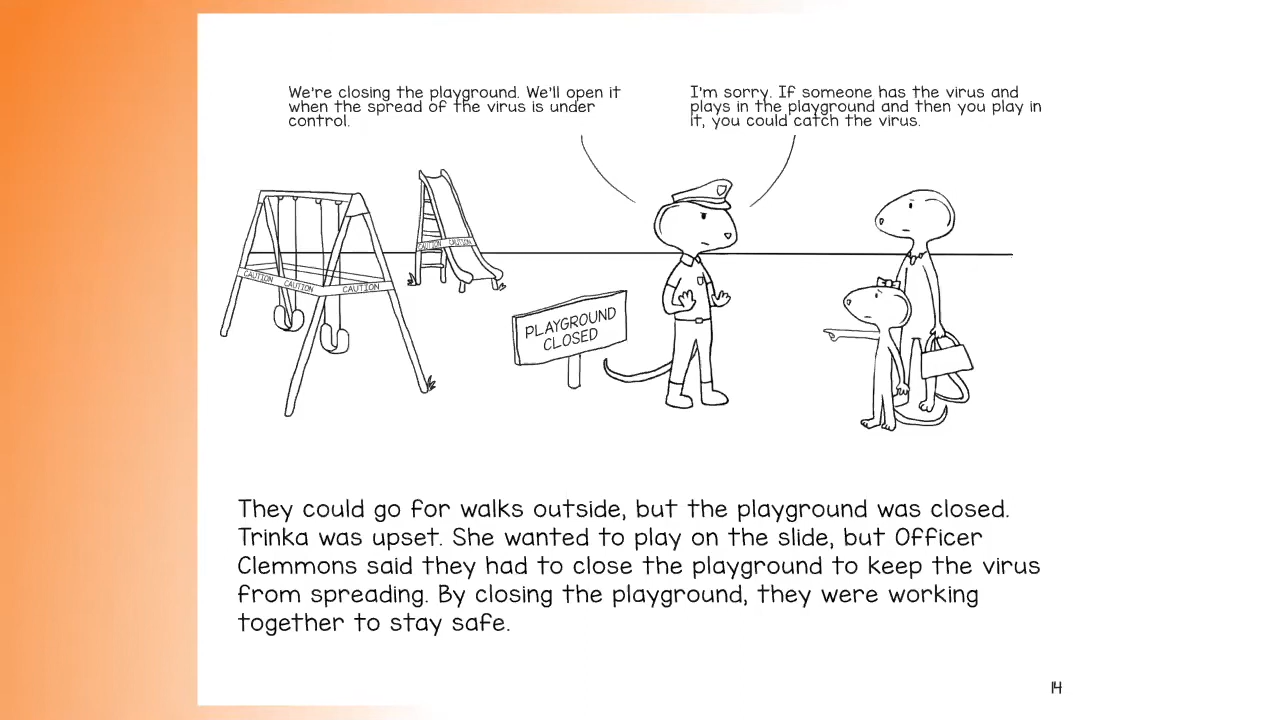 We're closing the playground. We'll open it
when the spread of the virus is under
control.
I'm sorry. If someone has the virus and
plays in the playground and then you play in
it, you could catch the virus.
CAUTION CAUTION
CAUTION CAUTION CAUTION
PLAYGROUND
CLOSED
They could go for walks outside, but the playground was closed.
Trinka was upset. She wanted to play on the slide, but Officer
Clemmons said they had to close the playground to keep the virus
from spreading. By closing the playground, they were working
together to stay safe.
14